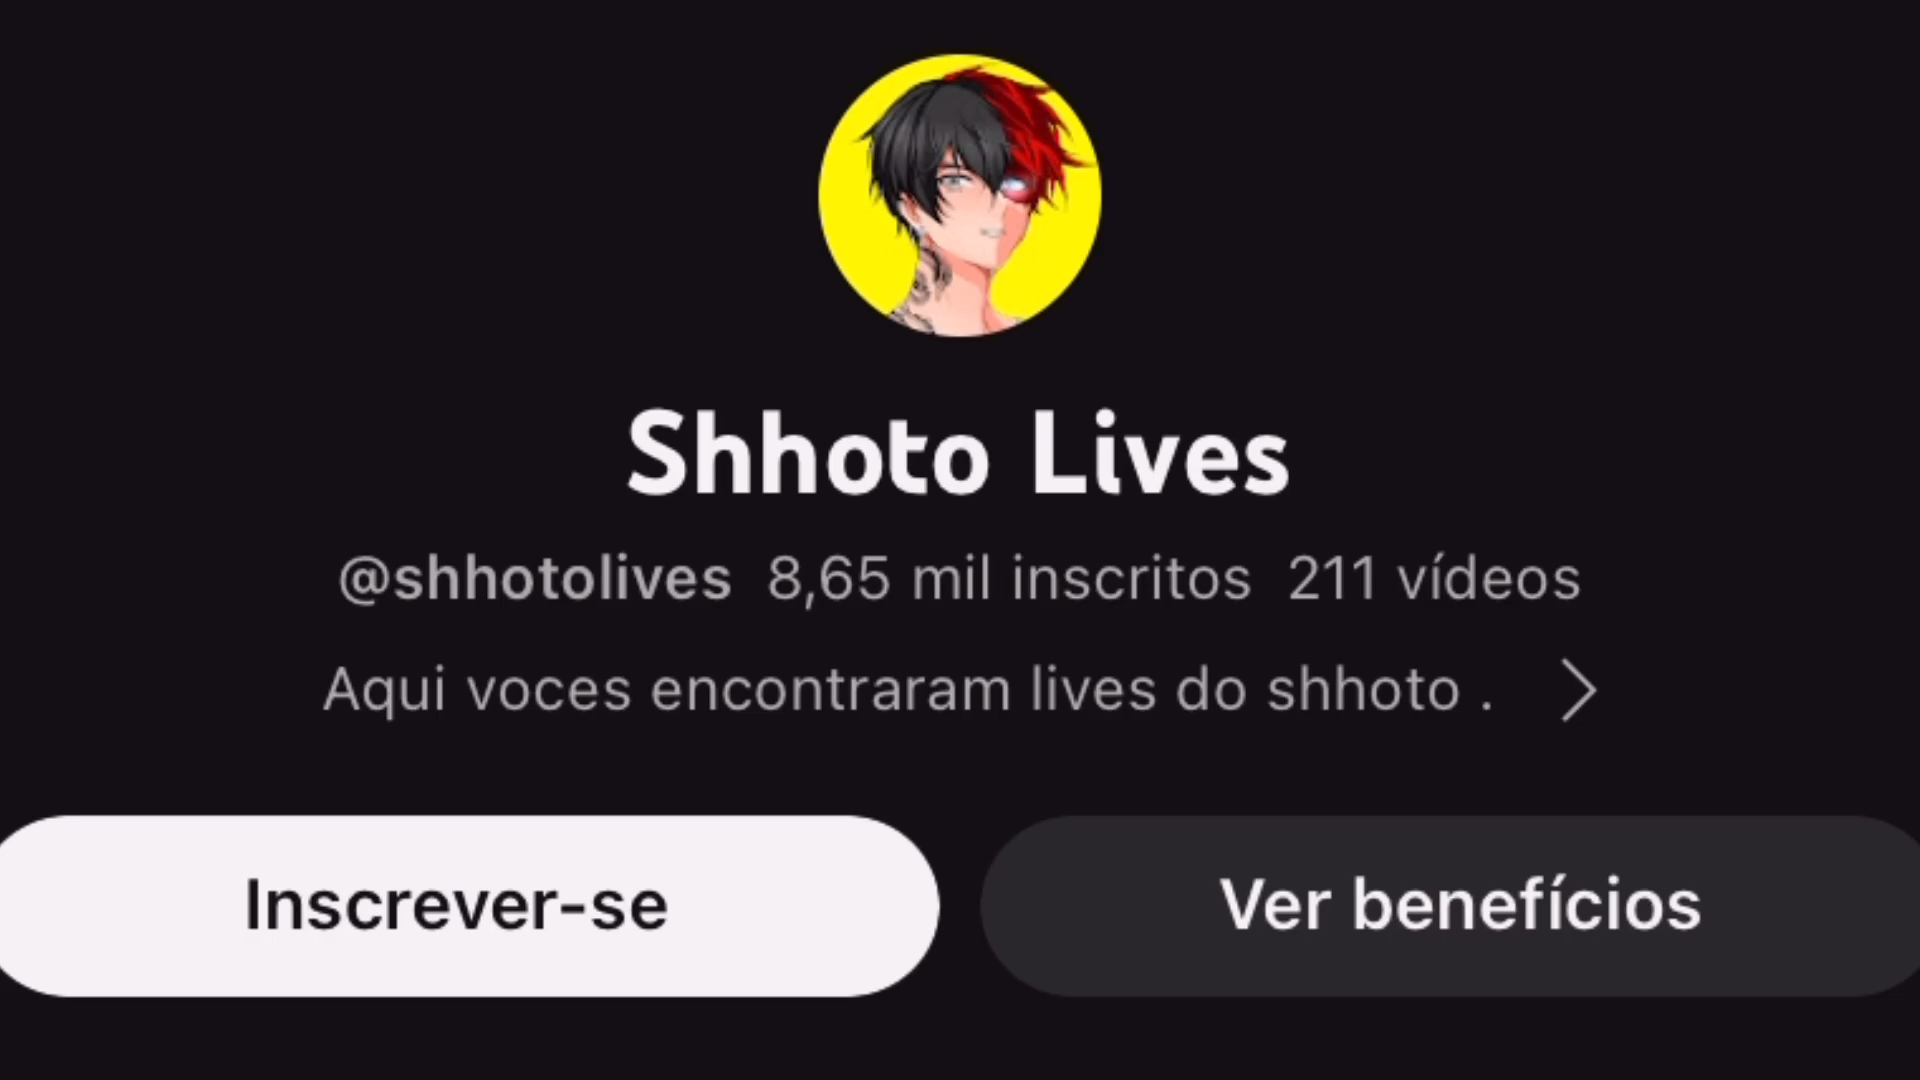 Shhoto Lives
@shhotolives 8,65 mil inscritos 211 vídeos
Aqui voces encontraram lives do shhoto .
Inscrever-se
Ver benefícios